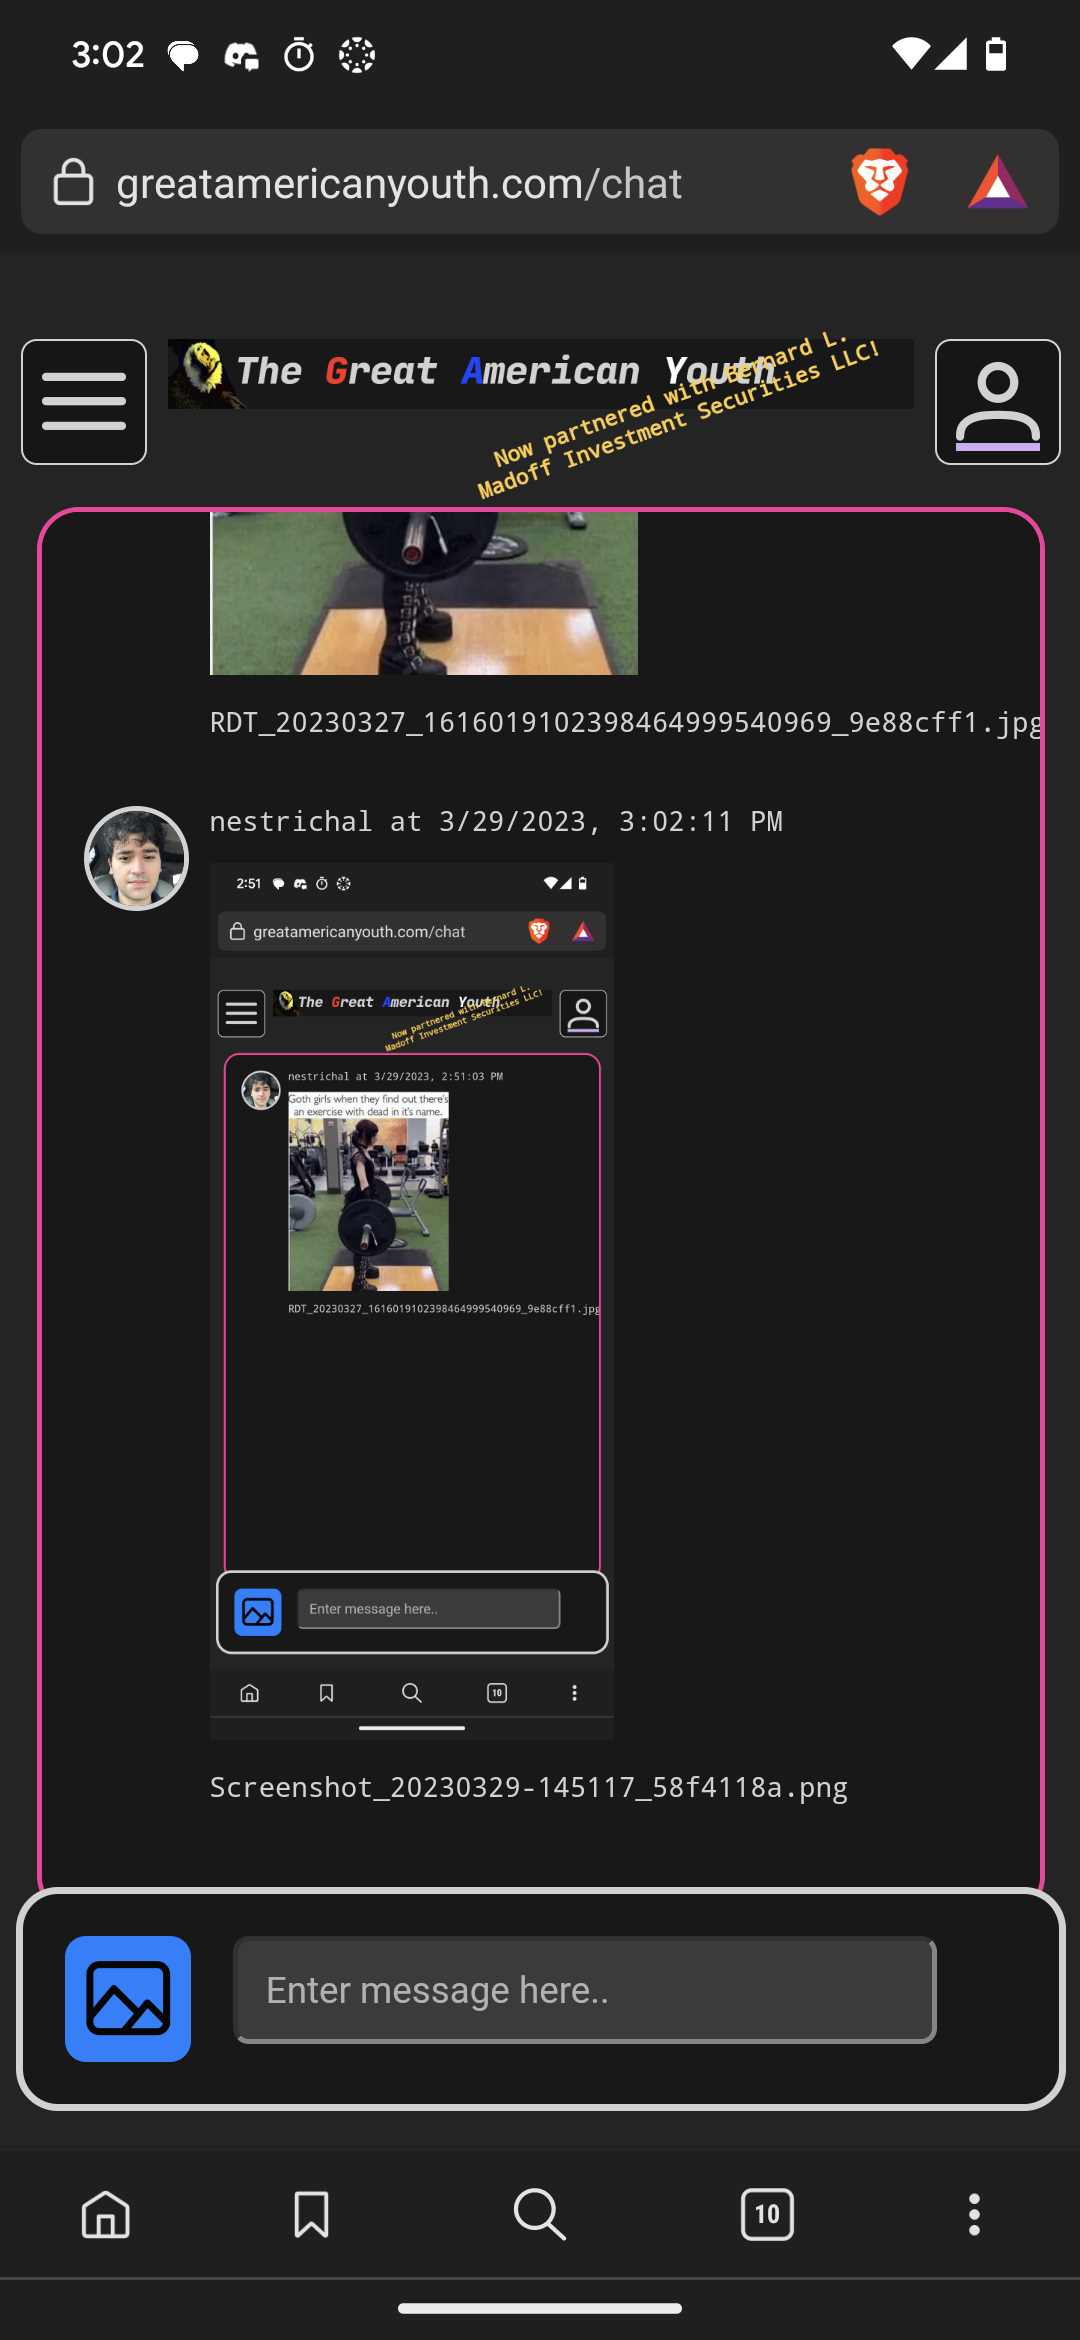 3:02
greatamericanyouth.com/chat
The Great American Youth
Now partnered with Bernard L.
Madoff Investment Securities LLC!
RDT_20230327_1616019102398464999540969_9e88cff1.jpg
nestrichal at 3/29/2023, 3:02:11 PM
2:51
greatamericanyouth.com/chat
The Great American Youth
Now partnered with Bernard L.
Madoff Investment Securities LLC!
nestrichal at 3/29/2023, 2:51:03 PM
Goth girls when they find out there's
an exercise with dead in it's name.
RDT_20230327_1616019102398464999540969_9e88cff1.jpg
Enter message here..
10
Screenshot_20230329-145117_58f4118a.png
Enter message here..
10